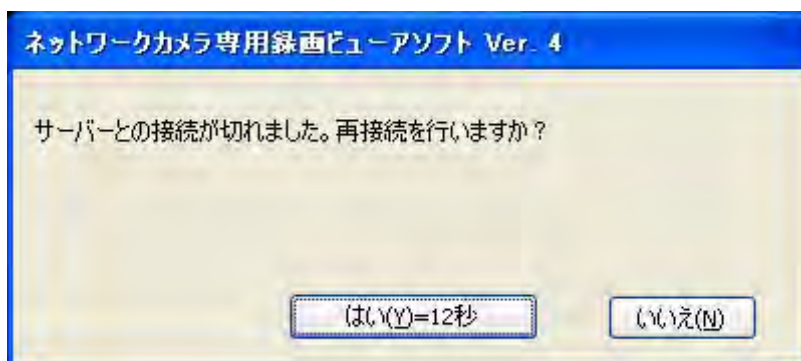 ネットワークカメラ専用録画ビューアソフト Ver. 4
サーバーとの接続が切れました。再接続を行いますか？
はい(Y)=12秒
いいえ(N)